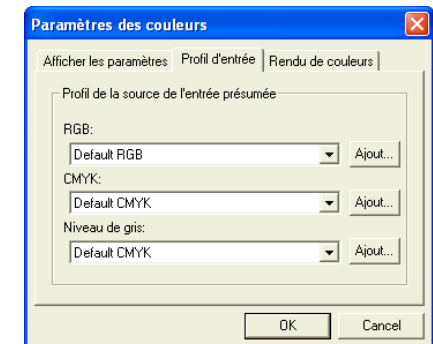 Paramètres des couleurs
Afficher les paramètres Profil d'entrée Rendu de couleurs
Profil de la source de l'entrée présumée
RGB:
Default RGB Ajout...
CMYK:
Default CMYK Ajout...
Niveau de gris:
Default CMYK Ajout...
OK Cancel